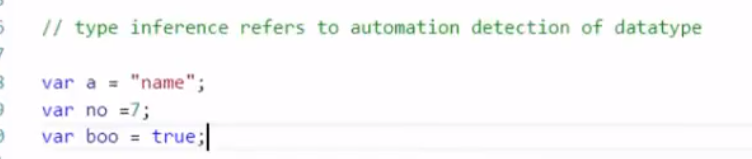 // type inference refers to automation detection of datatype
var a = "name";
var no =7;
var boo = true;